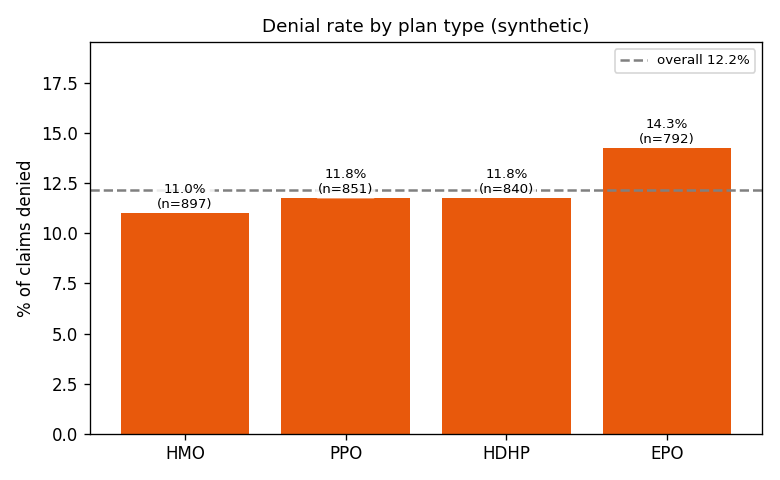 Denial rate by plan type (synthetic)
overall 12.2%
% of claims denied
17.5
15.0
12.5
10.0
7.5
5.0
2.5
0.0
11.0%
(n=897)
11.8%
(n=851)
11.8%
(n=840)
14.3%
(n=792)
HMO
PPO
HDHP
EPO